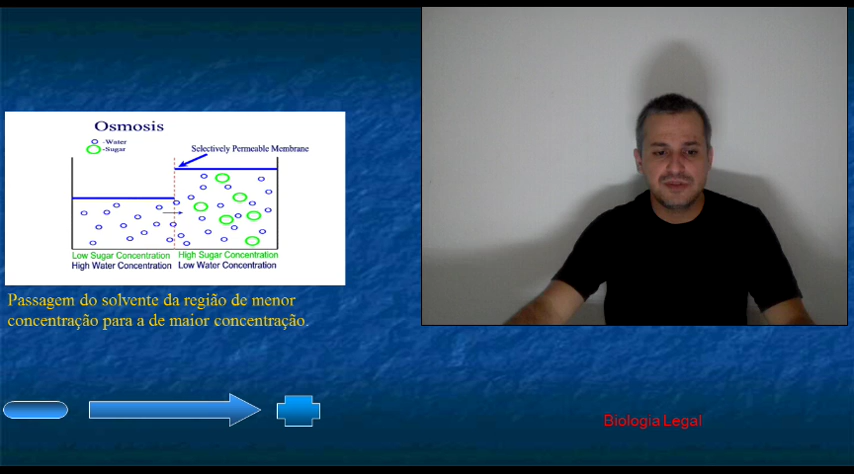 Osmosis
-Water
-Sugar
Selectively Permeable Membrane
Low Sugar Concentration
High Sugar Concentration
High Water Concentration
Low Water Concentration
Passagem do solvente da região de menor
concentração para a de maior concentração.
Biologia Legal